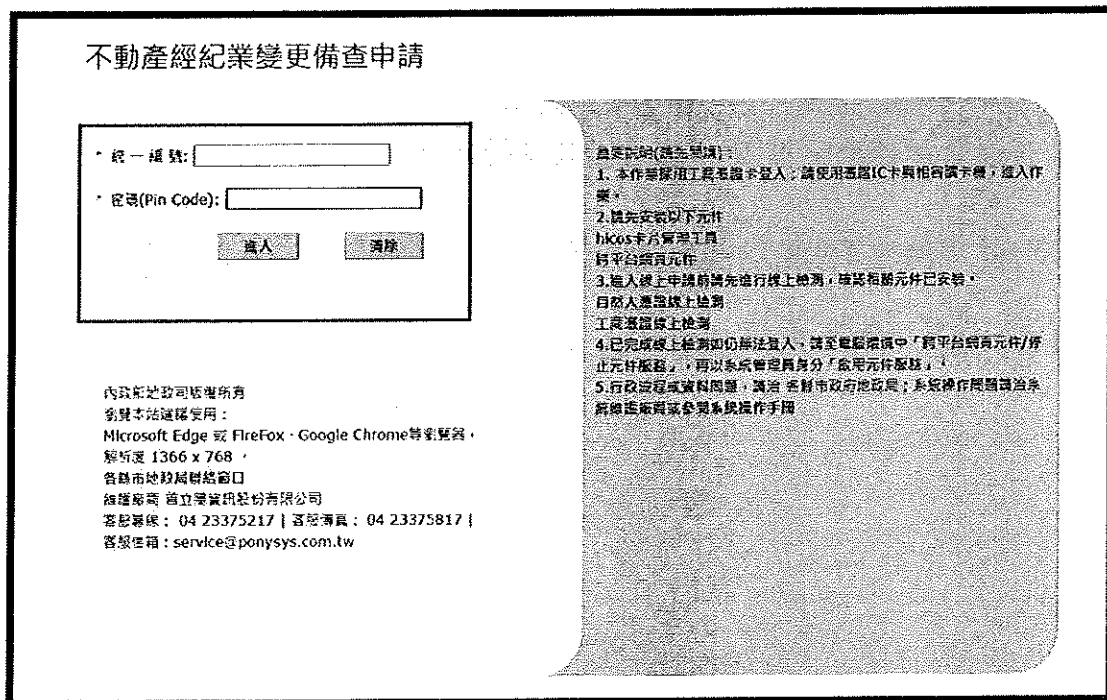 不動產經紀業變更備查申請
* 統一編號:
* 密碼(Pin Code):
進入 清除
內政部地政司版權所有
瀏覽本站建議使用：
Microsoft Edge 或 FireFox、Google Chrome等瀏覽器，
解析度 1366 x 768 ，
各縣市地政局聯絡窗口
維護廠商 普立業資訊股份有限公司
客服專線： 04 23375217 | 客服傳真： 04 23375817 |
客服信箱：service@ponysys.com.tw
登錄說明(請先閱讀)：
1. 本作業採用工商憑證卡登入；請使用憑證IC卡與相容讀卡機，進入作
業。
2.請先安裝以下元件
hicos卡片管理工具
跨平台網頁元件
3.進入線上申請前請先進行線上檢測，確認相關元件已安裝。
自然人憑證線上檢測
工商憑證線上檢測
4.已完成線上檢測如仍無法登入，請至電腦環境中「跨平台網頁元件/停
止元件服務」，再以系統管理員身分「啟用元件服務」。
5.行政流程或資料問題，請洽 各縣市政府地政局；系統操作問題請洽系
統維護廠商或參閱系統操作手冊